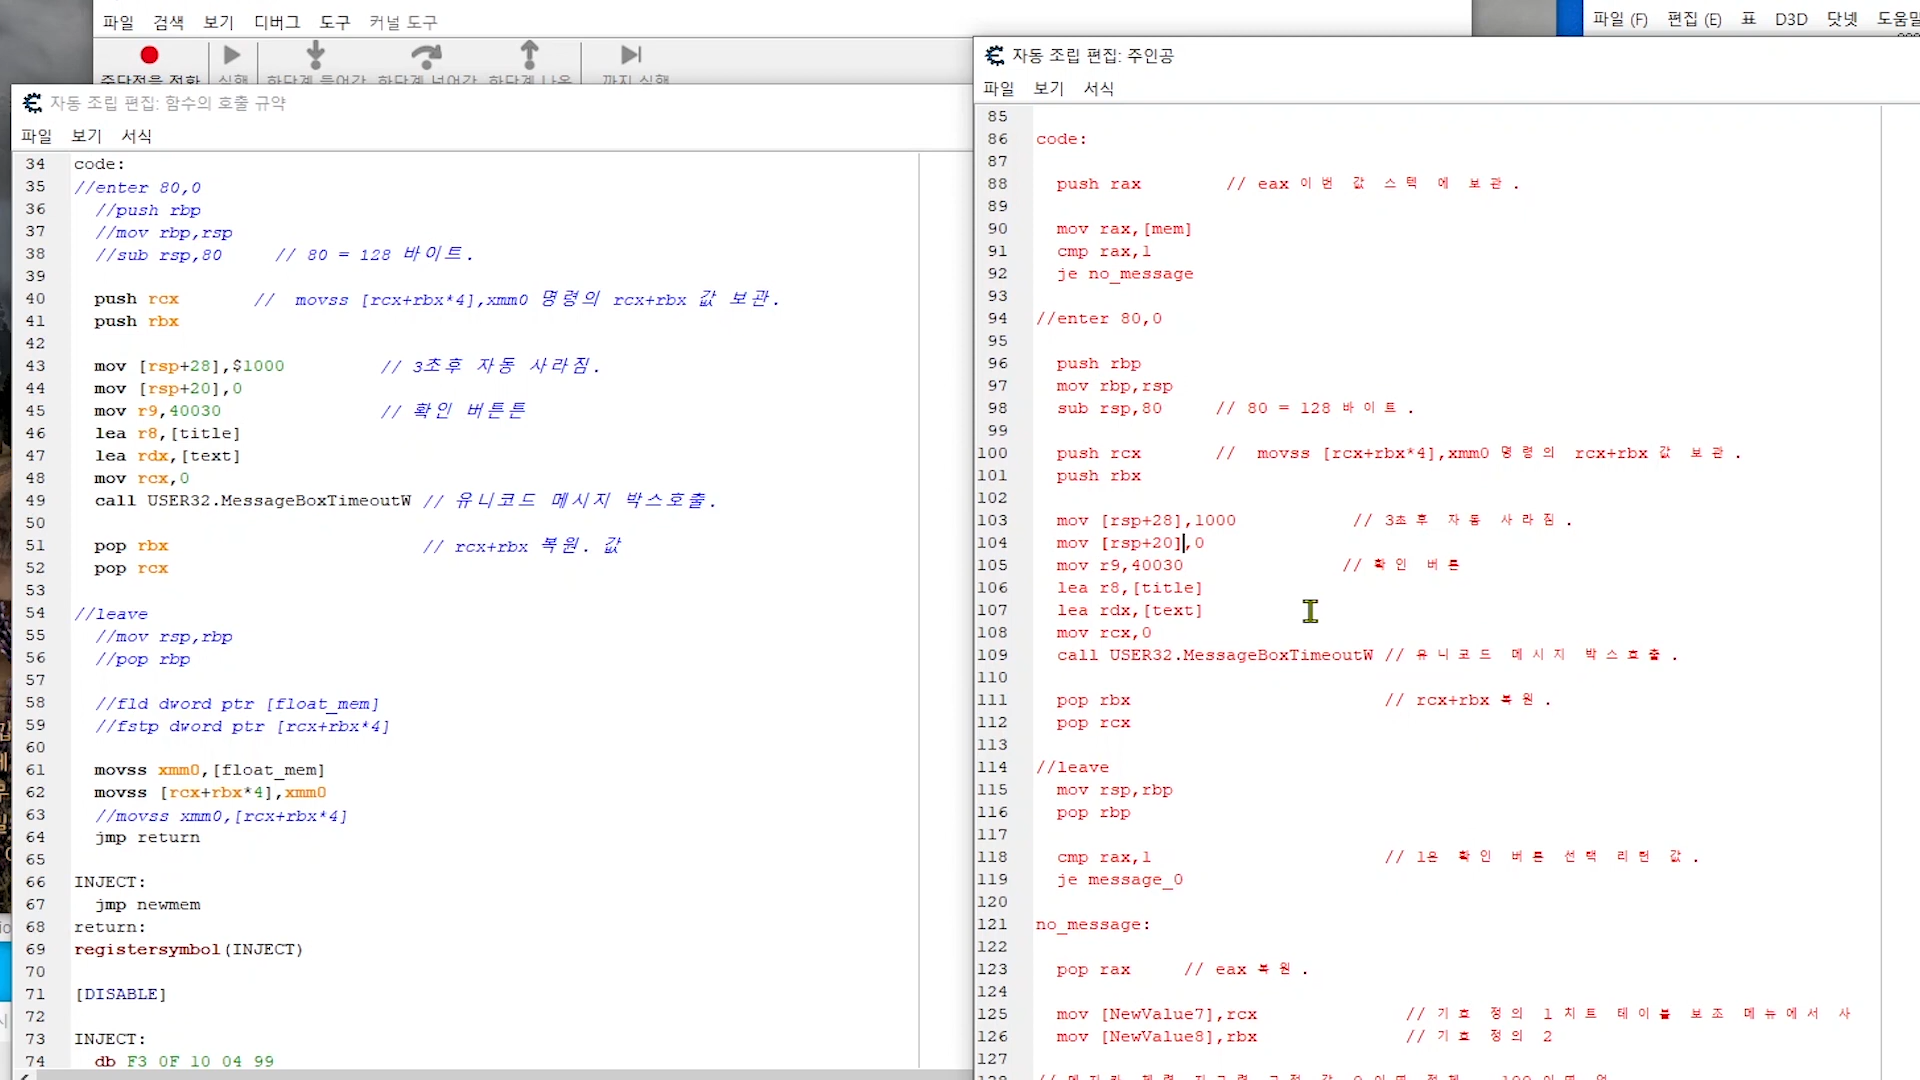 파일 검색 보기 디버그 도구 커널 도구
파일 (F) 편집 (E) 표 D3D 닷넷 도움말
중단점을 전환 실행 한단계 들어감 한단계 넘어감 한단계 나옴 까지 실행
자동 조립 편집: 함수의 호출 규약
파일 보기 서식
34 code:
35 //enter 80,0
36 //push rbp
37 //mov rbp,rsp
38 //sub rsp,80 // 80 = 128 바이트.
39
40 push rcx // movss [rcx+rbx*4],xmm0 명령의 rcx+rbx 값 보관.
41 push rbx
42
43 mov [rsp+28],$1000 // 3초후 자동 사라짐.
44 mov [rsp+20],0
45 mov r9,40030 // 확인 버튼튼
46 lea r8,[title]
47 lea rdx,[text]
48 mov rcx,0
49 call USER32.MessageBoxTimeoutW // 유니코드 메시지 박스호출.
50
51 pop rbx // rcx+rbx 복원. 값
52 pop rcx
53
54 //leave
55 //mov rsp,rbp
56 //pop rbp
57
58 //fld dword ptr [float_mem]
59 //fstp dword ptr [rcx+rbx*4]
60
61 movss xmm0,[float_mem]
62 movss [rcx+rbx*4],xmm0
63 //movss xmm0,[rcx+rbx*4]
64 jmp return
65
66 INJECT:
67 jmp newmem
68 return:
69 registersymbol(INJECT)
70
71 [DISABLE]
72
73 INJECT:
74 db F3 0F 10 04 99
자동 조립 편집: 주인공
파일 보기 서식
85
86 code:
87
88 push rax // eax 이번 값 스텍 에 보관.
89
90 mov rax,[mem]
91 cmp rax,1
92 je no_message
93
94 //enter 80,0
95
96 push rbp
97 mov rbp,rsp
98 sub rsp,80 // 80 = 128 바이트.
99
100 push rcx // movss [rcx+rbx*4],xmm0 명령의 rcx+rbx 값 보관.
101 push rbx
102
103 mov [rsp+28],1000 // 3초후 자동 사라짐.
104 mov [rsp+20],0
105 mov r9,40030 // 확인 버튼
106 lea r8,[title]
107 lea rdx,[text]
108 mov rcx,0
109 call USER32.MessageBoxTimeoutW // 유니코드 메시지 박스효출.
110
111 pop rbx // rcx+rbx 복원.
112 pop rcx
113
114 //leave
115 mov rsp,rbp
116 pop rbp
117
118 cmp rax,1 // 1은 확인 버튼 선택 리턴 값.
119 je message_0
120
121 no_message:
122
123 pop rax // eax 복원.
124
125 mov [NewValue7],rcx // 기호 정의 1 치트 테이블 보조 메뉴에서 사
126 mov [NewValue8],rbx // 기호 정의 2
127